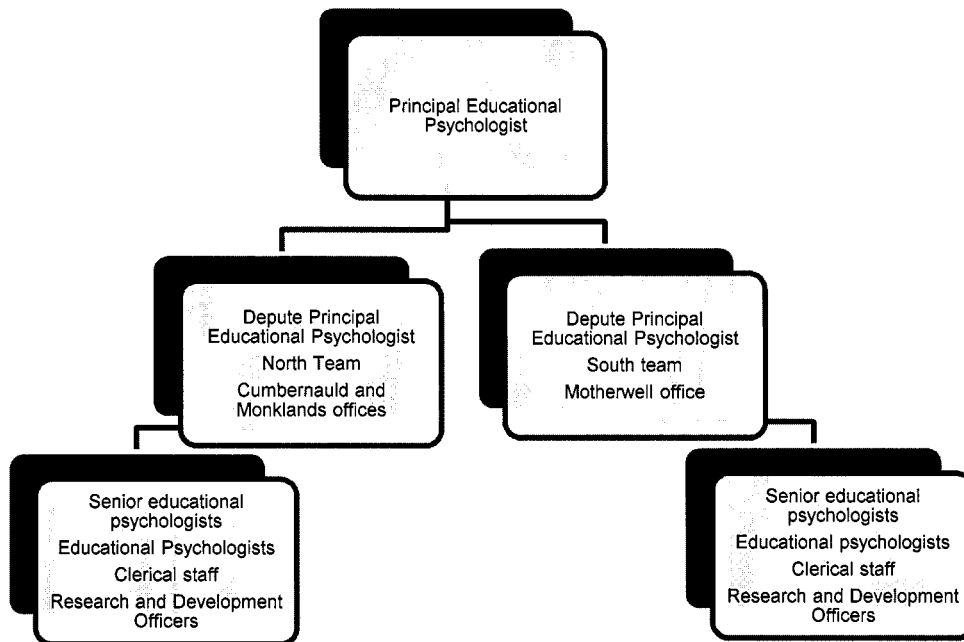 Principal Educational
Psychologist
Depute Principal
Educational Psychologist
North Team
Cumbernauld and
Monklands offices
Depute Principal
Educational Psychologist
South team
Motherwell office
Senior educational
psychologists
Educational Psychologists
Clerical staff
Research and Development
Officers
Senior educational
psychologists
Educational psychologists
Clerical staff
Research and Development
Officers